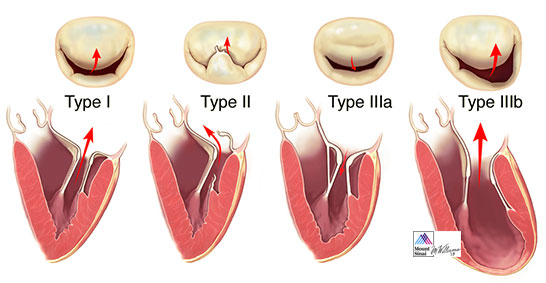 Type I
Type II
Type IIIa
Type IIIb
Mount
Sinai